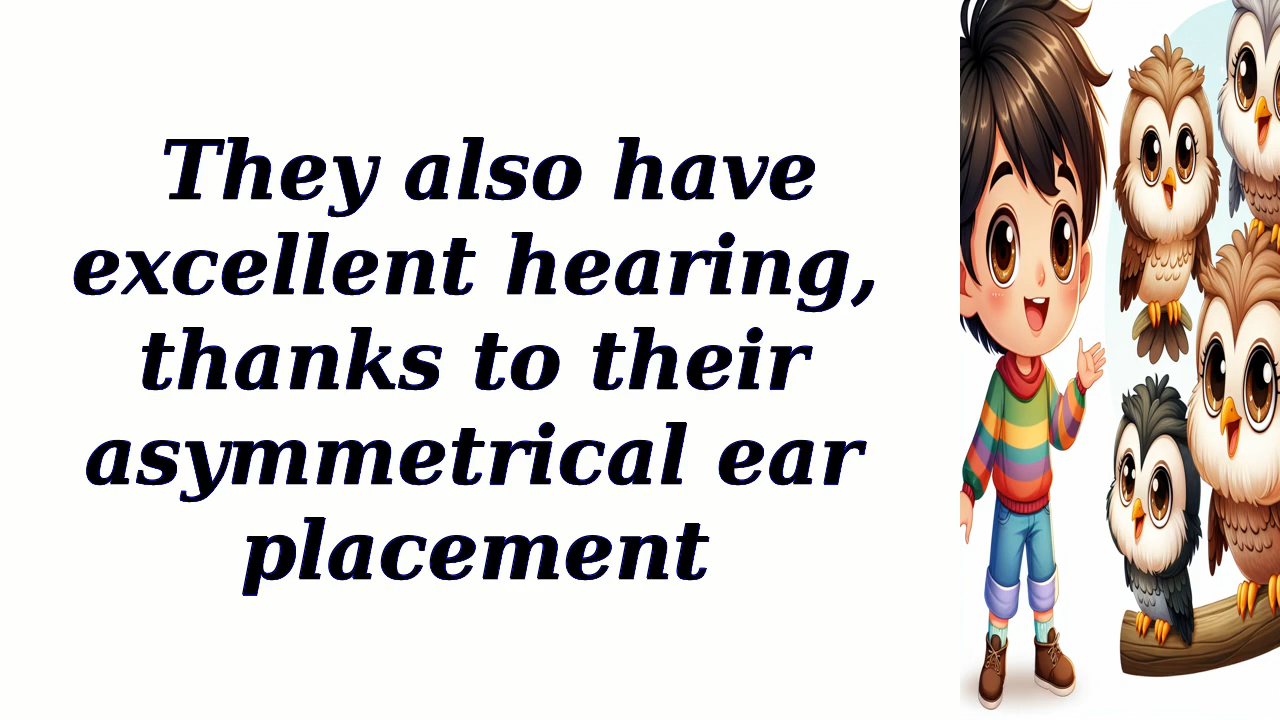 They also have
excellent hearing,
thanks to their
asymmetrical ear
placement